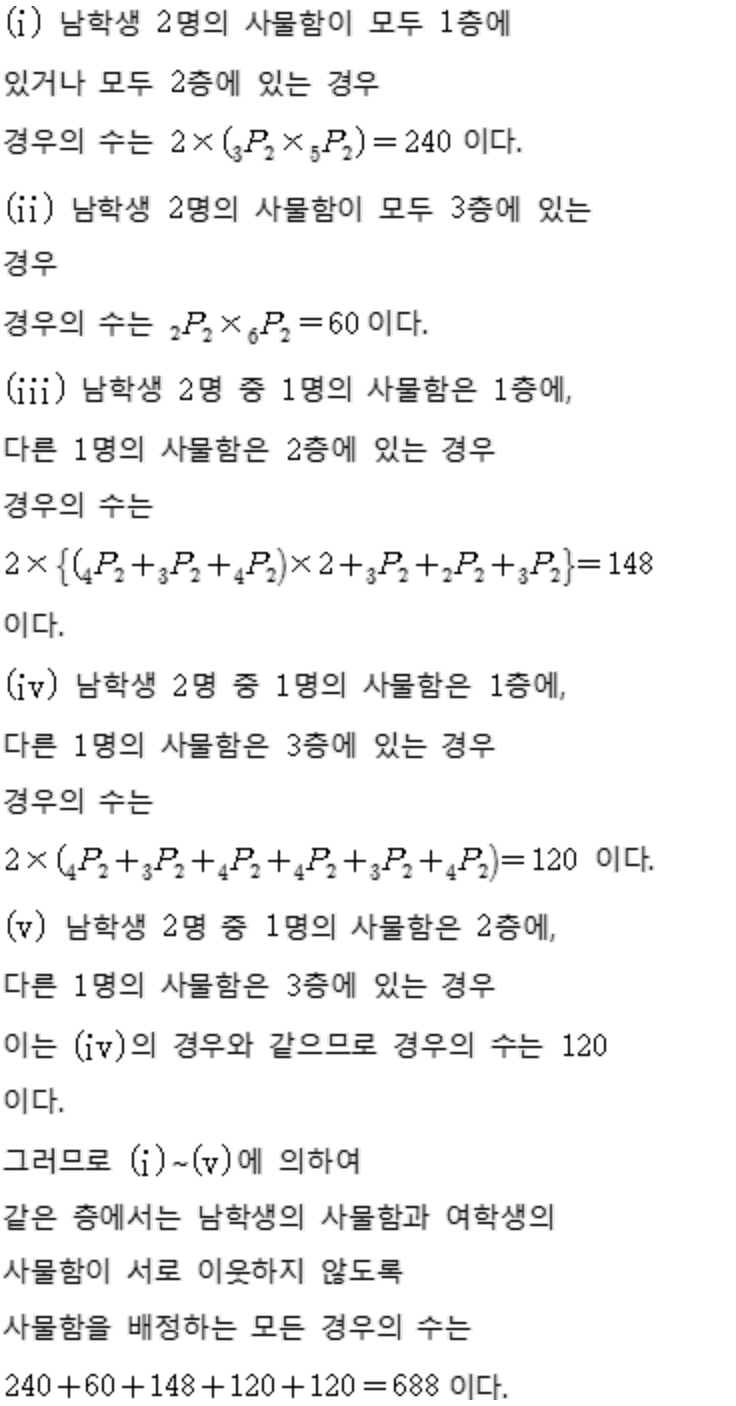 (i) 남학생 2명의 사물함이 모두 1층에
있거나 모두 2층에 있는 경우
경우의 수는 2×(₃P₂×₅P₂)=240 이다.
(ii) 남학생 2명의 사물함이 모두 3층에 있는
경우
경우의 수는 ₂P₂×₆P₂=60이다.
(iii) 남학생 2명 중 1명의 사물함은 1층에,
다른 1명의 사물함은 2층에 있는 경우
경우의 수는
2×{(₄P₂+₃P₂+₄P₂)×2+₃P₂+₂P₂+₃P₂}=148
이다.
(iv) 남학생 2명 중 1명의 사물함은 1층에,
다른 1명의 사물함은 3층에 있는 경우
경우의 수는
2×(₄P₂+₃P₂+₄P₂+₄P₂+₃P₂+₄P₂)=120 이다.
(v) 남학생 2명 중 1명의 사물함은 2층에,
다른 1명의 사물함은 3층에 있는 경우
이는 (iv)의 경우와 같으므로 경우의 수는 120
이다.
그러므로 (i)~(v)에 의하여
같은 층에서는 남학생의 사물함과 여학생의
사물함이 서로 이웃하지 않도록
사물함을 배정하는 모든 경우의 수는
240+60+148+120+120=688 이다.